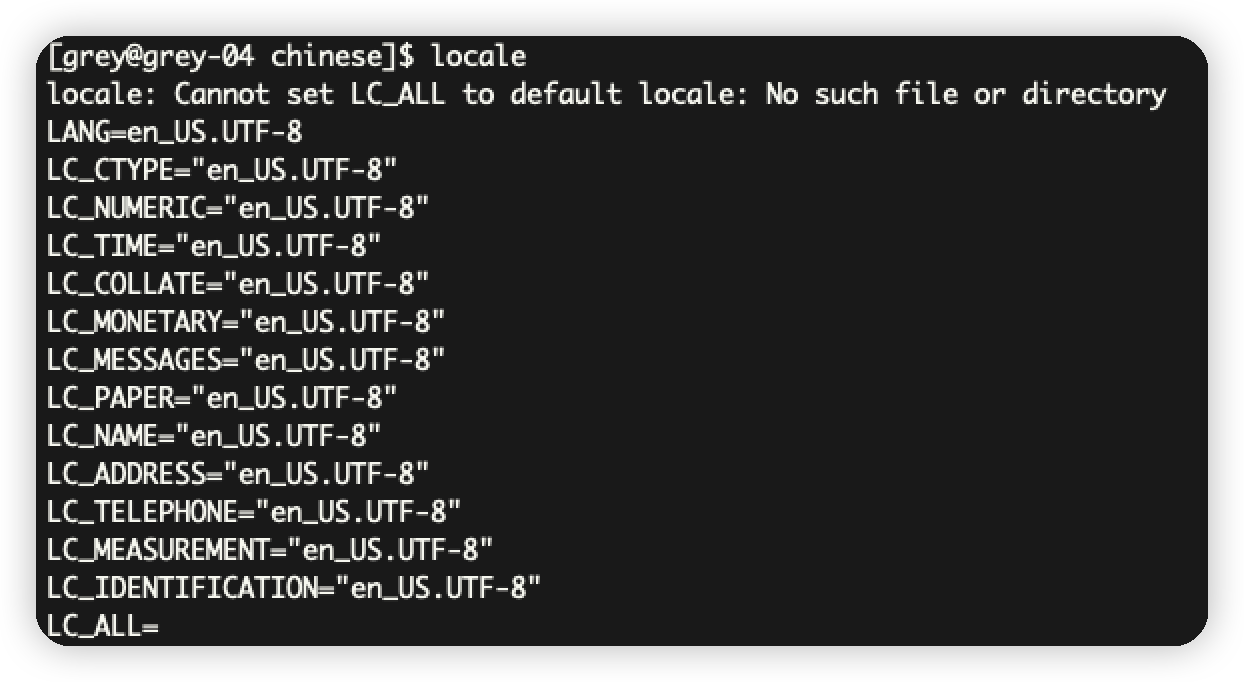 [grey@grey-04 chinese]$ locale
locale: Cannot set LC_ALL to default locale: No such file or directory
LANG=en_US.UTF-8
LC_CTYPE="en_US.UTF-8"
LC_NUMERIC="en_US.UTF-8"
LC_TIME="en_US.UTF-8"
LC_COLLATE="en_US.UTF-8"
LC_MONETARY="en_US.UTF-8"
LC_MESSAGES="en_US.UTF-8"
LC_PAPER="en_US.UTF-8"
LC_NAME="en_US.UTF-8"
LC_ADDRESS="en_US.UTF-8"
LC_TELEPHONE="en_US.UTF-8"
LC_MEASUREMENT="en_US.UTF-8"
LC_IDENTIFICATION="en_US.UTF-8"
LC_ALL=